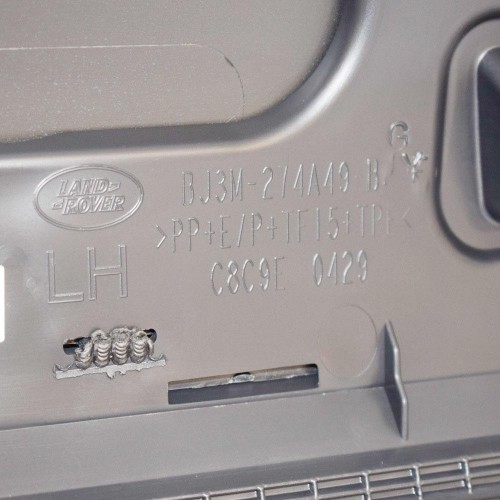 G
LAND-
-ROVER
BJ3M-274A49 B
>PP+E/P+TF15+TPE<
LH
C8C9E 0429